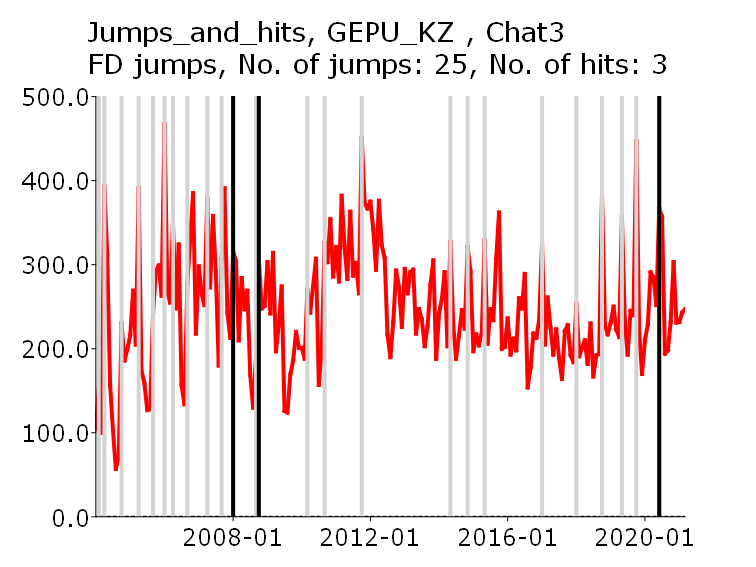 Jumps_and_hits, GEPU_KZ , Chat3
FD jumps, No. of jumps: 25, No. of hits: 3
500.0
400.0
300.0
200.0
100.0
0.0
2008-01 2012-01 2016-01 2020-01